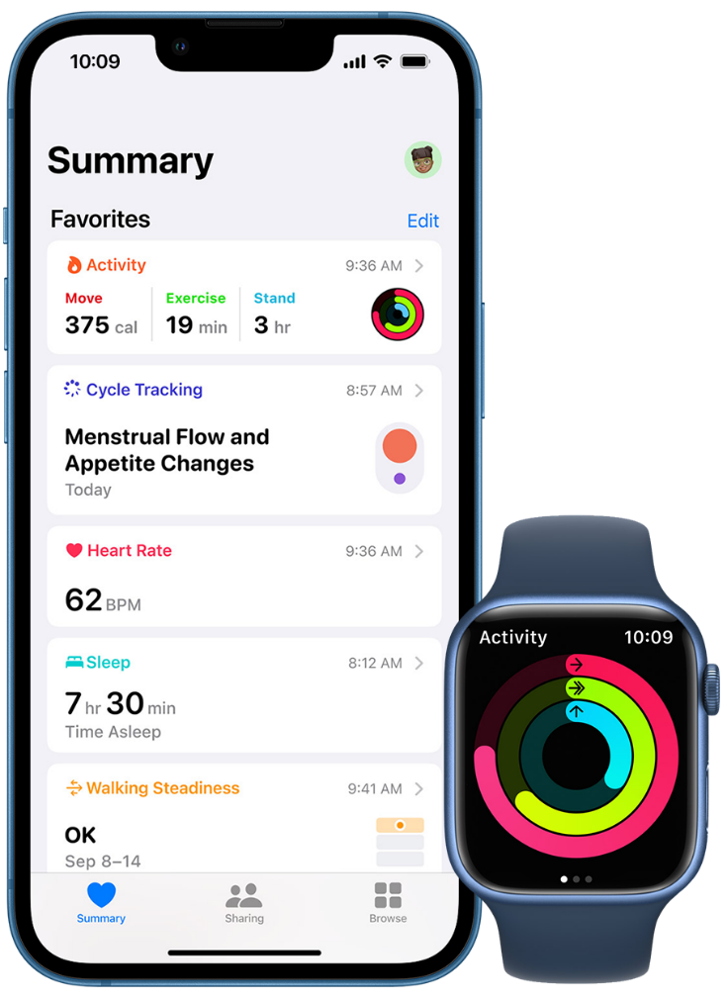 10:09
Summary
Favorites
Edit
Activity
9:36 AM
Move
Exercise
Stand
375 cal
19 min
3 hr
Cycle Tracking
8:57 AM
Menstrual Flow and
Appetite Changes
Today
Heart Rate
9:36 AM
62 BPM
Sleep
8:12 AM
7 hr 30 min
Time Asleep
Walking Steadiness
9:41 AM
OK
Sep 8–14
Summary
Sharing
Browse
Activity
10:09